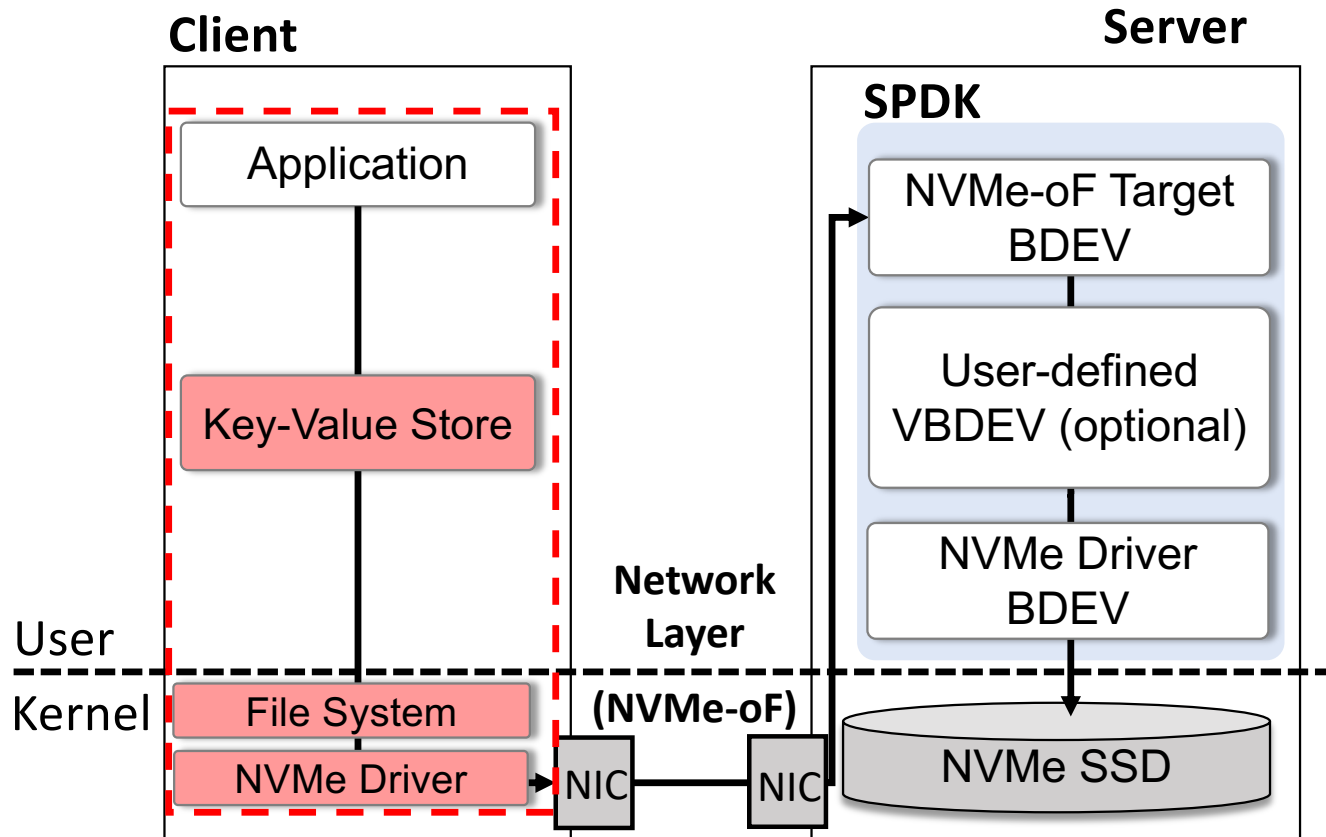 Client
Server
SPDK
Application
NVMe-oF Target
BDEV
Key-Value Store
User-defined
VBDEV (optional)
NVMe Driver
BDEV
Network
Layer
User
Kernel
(NVMe-oF)
File System
NVMe Driver
NIC
NIC
NVMe SSD